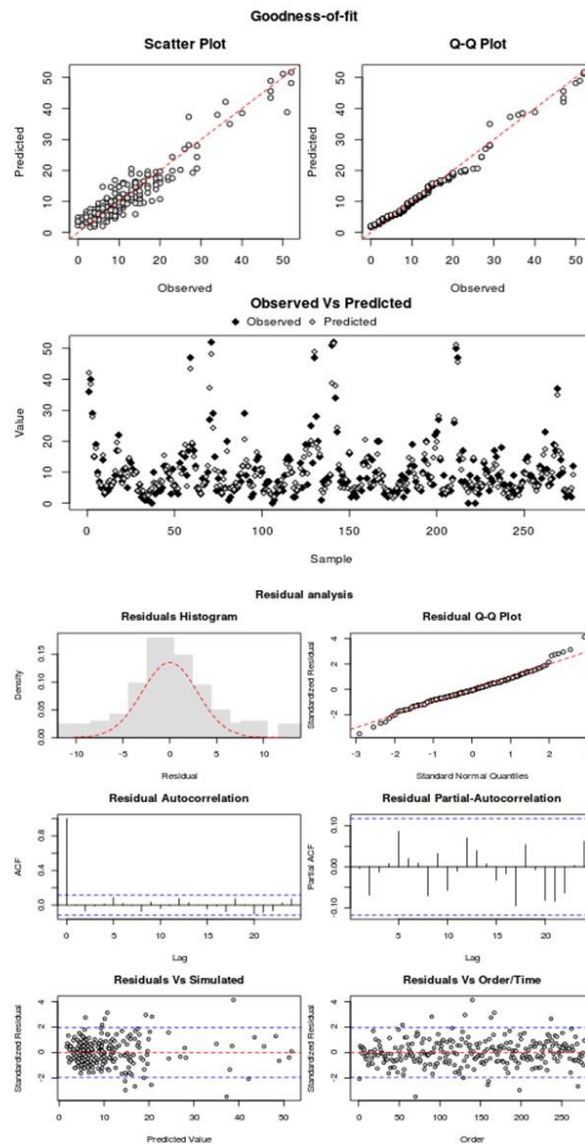 Goodness-of-fit
Scatter Plot
Q-Q Plot
Predicted
0 10 20 30 40 50
0 10 20 30 40 50
Observed
Predicted
0 10 20 30 40 50
0 10 20 30 40 50
Observed
Observed Vs Predicted
Observed Predicted
Value
0 10 20 30 40 50
0 50 100 150 200 250
Sample
Residual analysis
Residuals Histogram
Residual Q-Q Plot
Density
0.00 0.05 0.10 0.15
-10 -5 0 5 10
Residual
Standardized Residual
-2 0 2 4
-3 -2 -1 0 1 2
Standard Normal Quantiles
Residual Autocorrelation
Residual Partial-Autocorrelation
ACF
0.0 0.2 0.4 0.8
0 5 10 15 20
Lag
Partial ACF
-0.10 0.00 0.10
5 10 15 20
Lag
Residuals Vs Simulated
Residuals Vs Order/Time
Standardized Residual
-2 0 2 4
0 10 20 30 40 50
Predicted Value
Standardized Residual
-2 0 2 4
0 50 100 150 200 250
Order